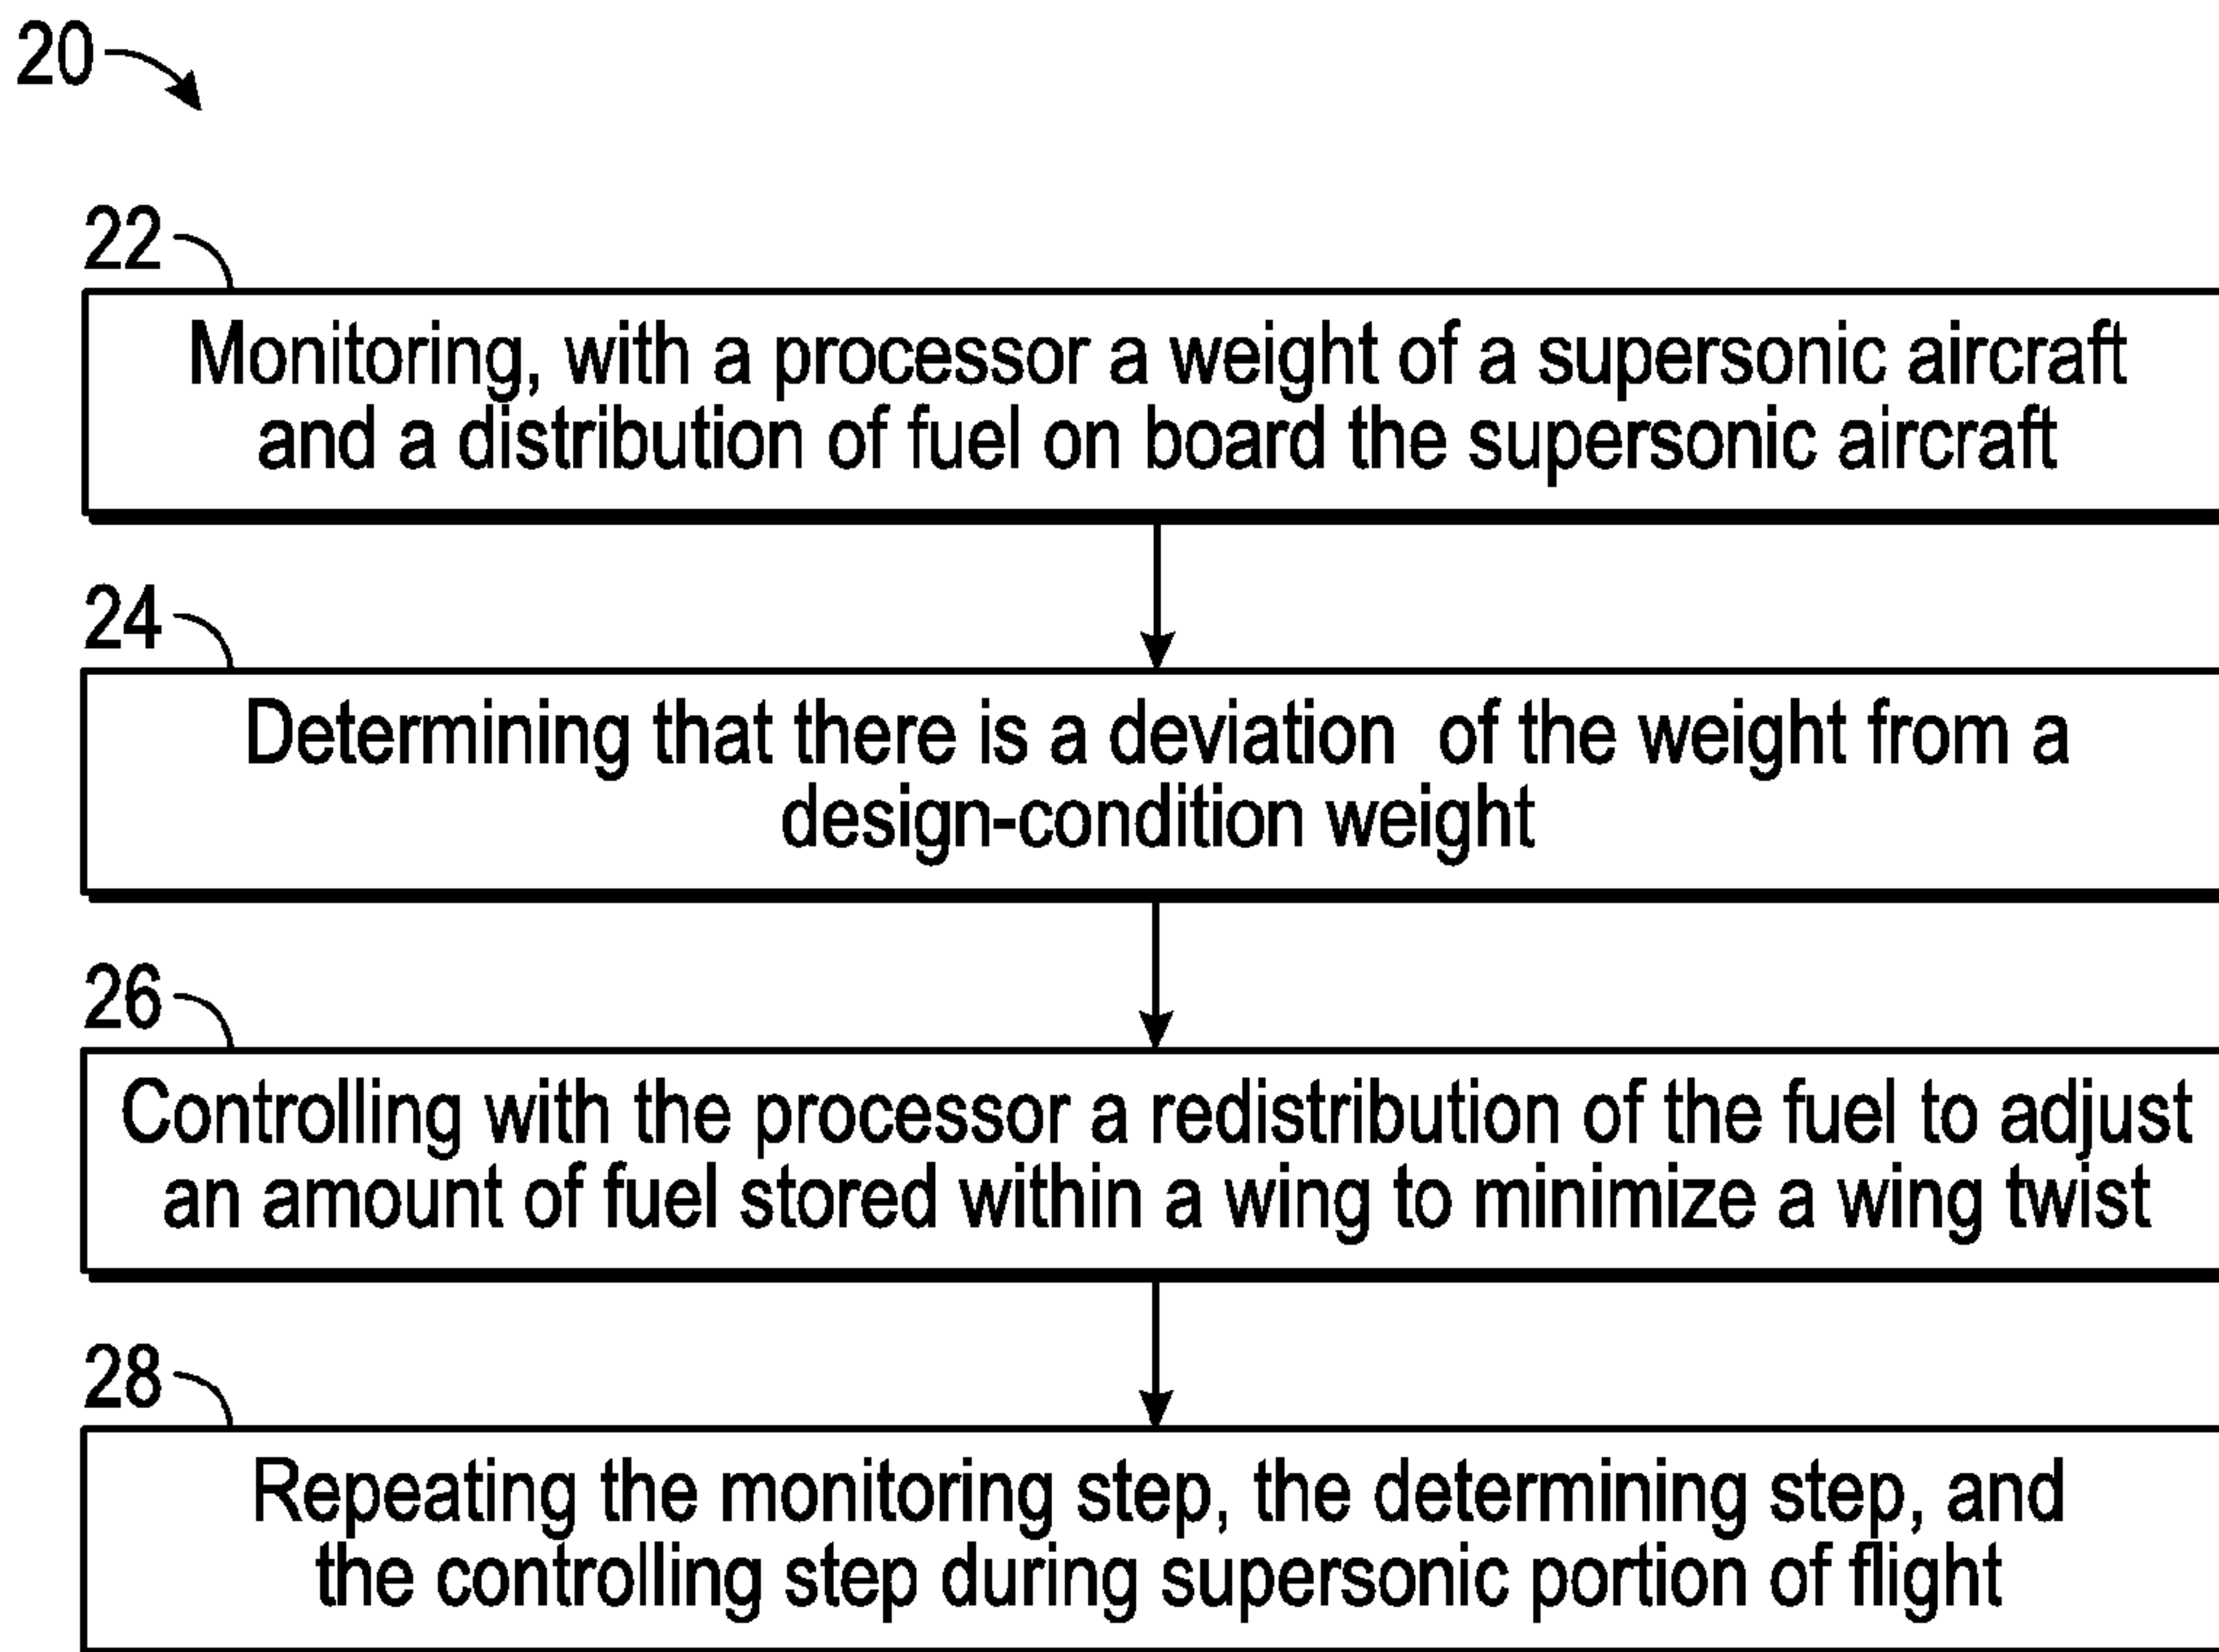 20
22
Monitoring, with a processor a weight of a supersonic aircraft
and a distribution of fuel on board the supersonic aircraft
24
Determining that there is a deviation of the weight from a
design-condition weight
26
Controlling with the processor a redistribution of the fuel to adjust
an amount of fuel stored within a wing to minimize a wing twist
28
Repeating the monitoring step, the determining step, and
the controlling step during supersonic portion of flight